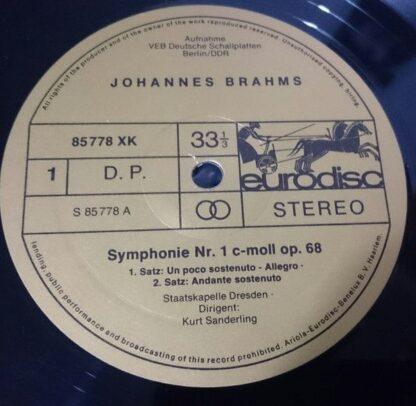 All rights of the producer and of the owner of the work reproduced reserved. Unauthorised copying, hiring,
Aufnahme
VEB Deutsche Schallplatten
Berlin/DDR
JOHANNES BRAHMS
85778 XK
33 1/3
1
D. P.
eurodisc
S 85778 A
STEREO
Symphonie Nr. 1 c-moll op. 68
1. Satz: Un poco sostenuto - Allegro ·
2. Satz: Andante sostenuto
Staatskapelle Dresden ·
Dirigent:
Kurt Sanderling
lending, public performance and broadcasting of this record prohibited. Ariola-Eurodisc-Benelux B.V. Haarlem.